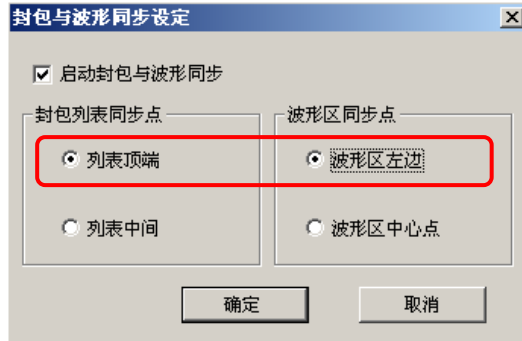 封包与波形同步设定
启动封包与波形同步
封包列表同步点
波形区同步点
列表顶端
波形区左边
列表中间
波形区中心点
确定
取消